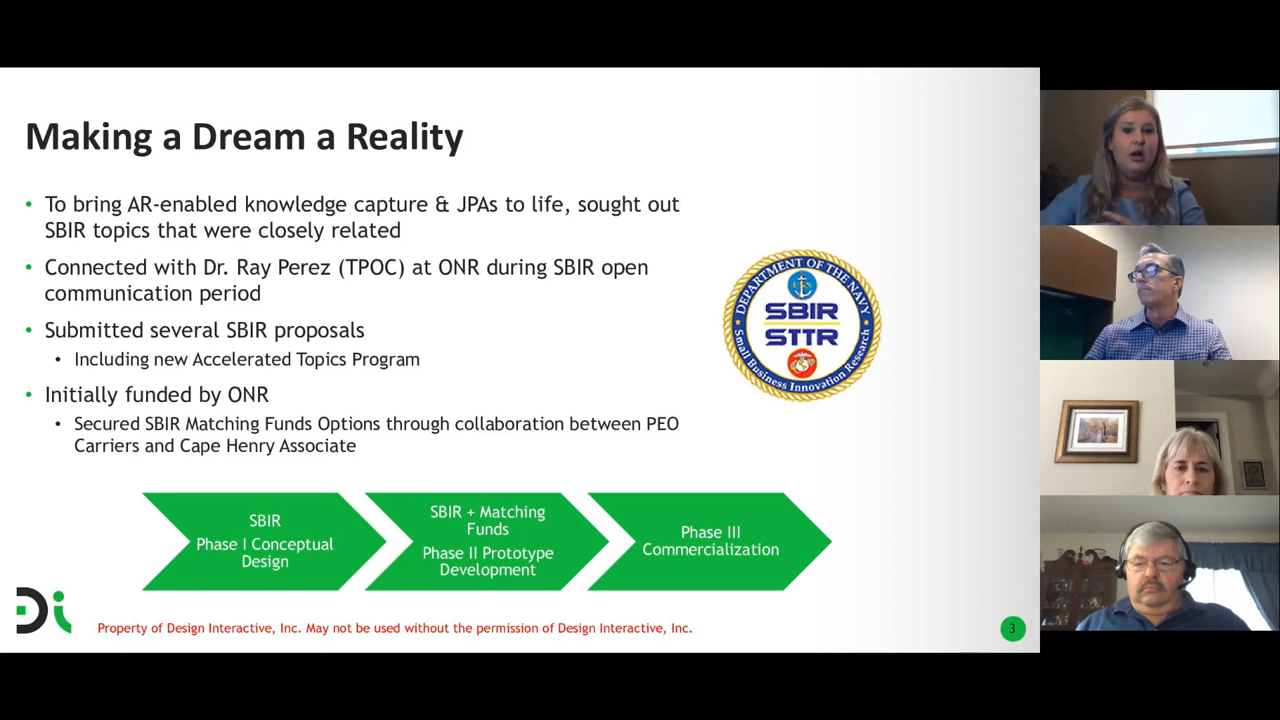 Making a Dream a Reality
• To bring AR-enabled knowledge capture & JPAs to life, sought out
SBIR topics that were closely related
• Connected with Dr. Ray Perez (TPOC) at ONR during SBIR open
communication period
• Submitted several SBIR proposals
• Including new Accelerated Topics Program
• Initially funded by ONR
• Secured SBIR Matching Funds Options through collaboration between PEO
Carriers and Cape Henry Associate
DEPARTMENT OF THE NAVY
SBIR
STTR
Small Business Innovation Research
SBIR
Phase I Conceptual
Design
SBIR + Matching
Funds
Phase II Prototype
Development
Phase III
Commercialization
Di
Property of Design Interactive, Inc. May not be used without the permission of Design Interactive, Inc.
3